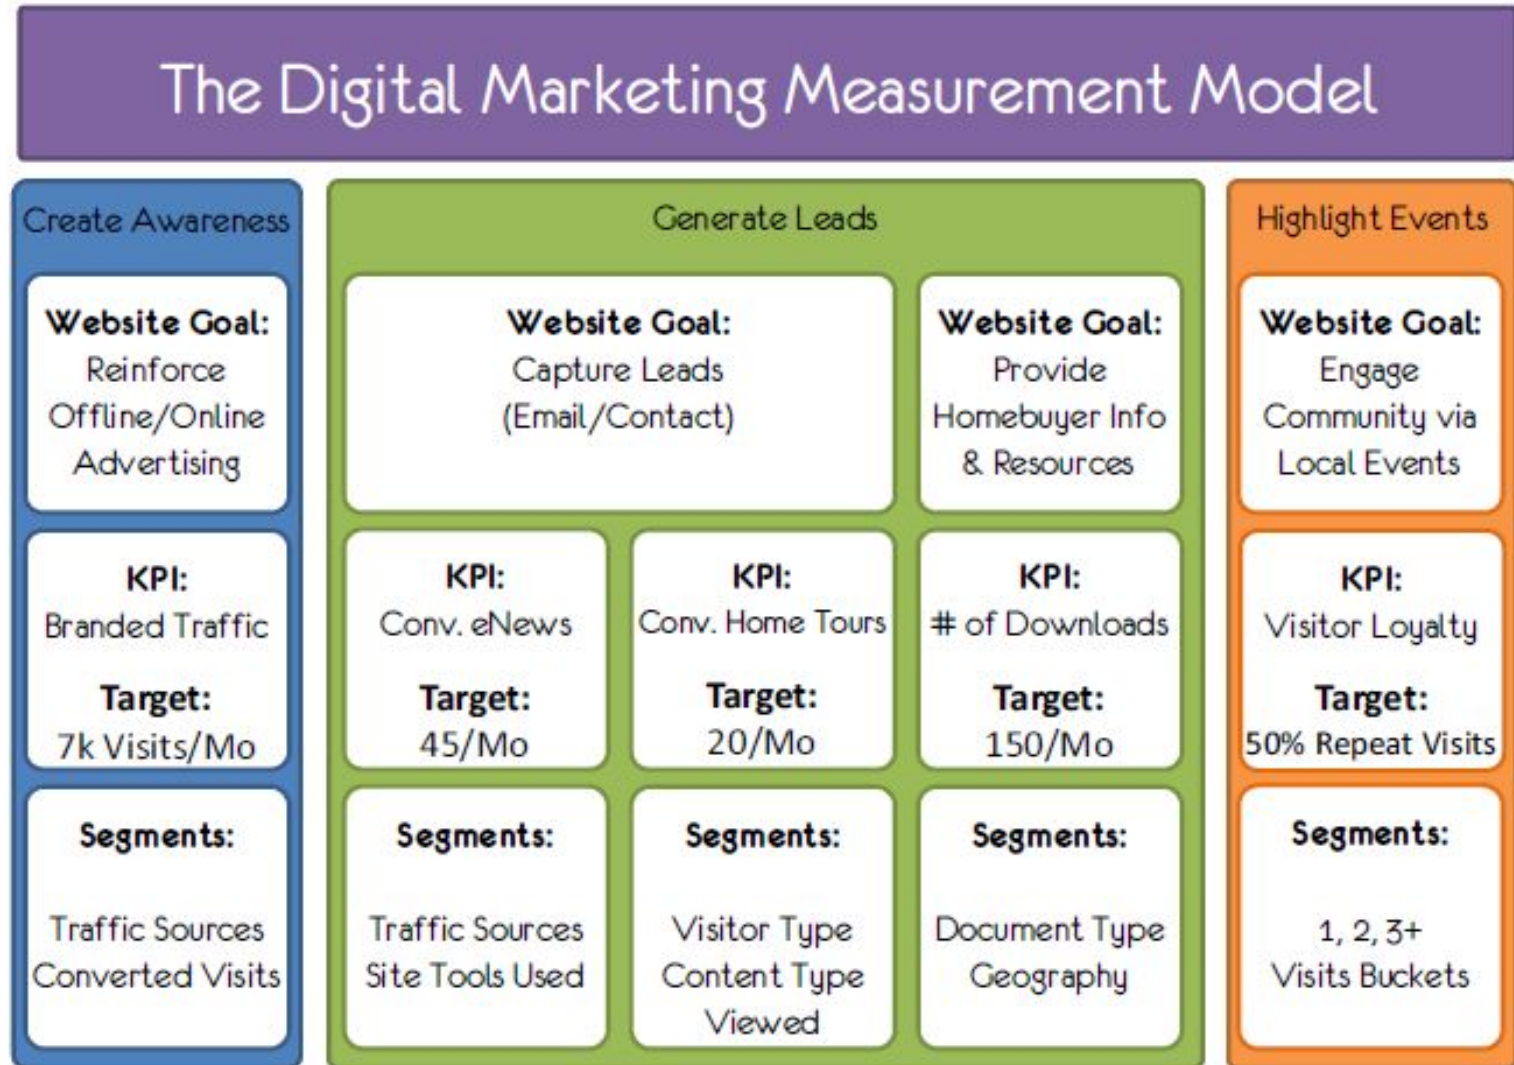 The Digital Marketing Measurement Model
Create Awareness
Website Goal:
Reinforce
Offline/Online
Advertising
KPI:
Branded Traffic
Target:
7k Visits/Mo
Segments:
Traffic Sources
Converted Visits
Generate Leads
Website Goal:
Capture Leads
(Email/Contact)
KPI:
Conv. eNews
Target:
45/Mo
Segments:
Traffic Sources
Site Tools Used
KPI:
Conv. Home Tours
Target:
20/Mo
Segments:
Visitor Type
Content Type
Viewed
Website Goal:
Provide
Homebuyer Info
& Resources
KPI:
# of Downloads
Target:
150/Mo
Segments:
Document Type
Geography
Highlight Events
Website Goal:
Engage
Community via
Local Events
KPI:
Visitor Loyalty
Target:
50% Repeat Visits
Segments:
1, 2, 3+
Visits Buckets